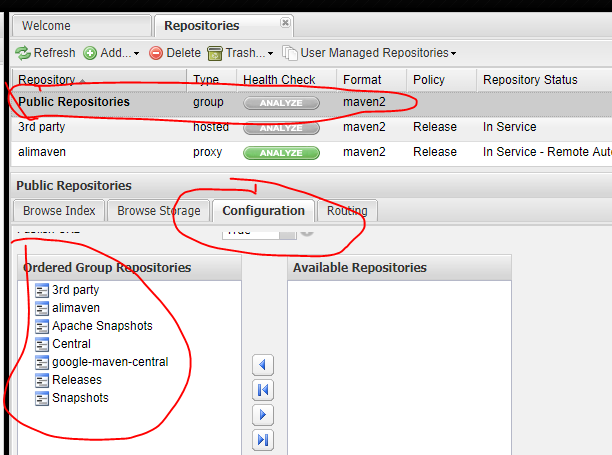 Welcome
Repositories
Refresh Add... Delete Trash... User Managed Repositories
Repository Type Health Check Format Policy Repository Status
Public Repositories group ANALYZE maven2
3rd party hosted ANALYZE maven2 Release In Service
alimaven proxy ANALYZE maven2 Release In Service - Remote Auto
Public Repositories
Browse Index Browse Storage Configuration Routing
True
Ordered Group Repositories
Available Repositories
3rd party
alimaven
Apache Snapshots
Central
google-maven-central
Releases
Snapshots